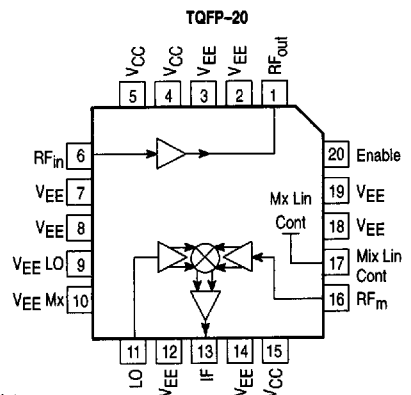 TQFP-20
VCC VCC VEE VEE RFout
5 4 3 2 1
RFin 6
VEE 7
VEE 8
VEE LO 9
VEE Mx 10
20 Enable
19 VEE
18 VEE
17 Mix Lin Cont
16 RFm
Mx Lin
Cont
11 12 13 14 15
LO VEE IF VEE VCC